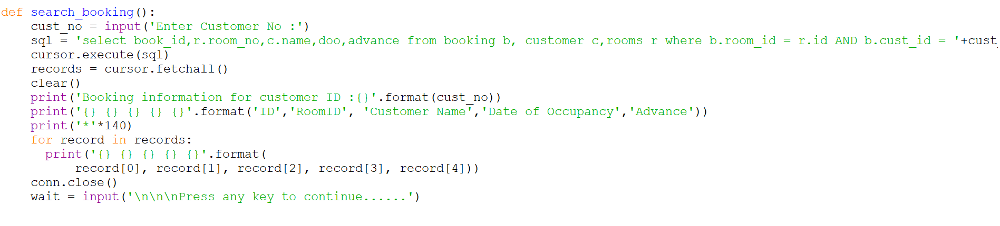 def search_booking():
    cust_no = input('Enter Customer No :')
    sql = 'select book_id,r.room_no,c.name,doo,advance from booking b, customer c,rooms r where b.room_id = r.id AND b.cust_id = '+cust_
    cursor.execute(sql)
    records = cursor.fetchall()
    clear()
    print('Booking information for customer ID :{}'.format(cust_no))
    print('{} {} {} {} {}'.format('ID','RoomID', 'Customer Name','Date of Occupancy','Advance'))
    print('*'*140)
    for record in records:
      print('{} {} {} {} {}'.format(
          record[0], record[1], record[2], record[3], record[4]))
    conn.close()
    wait = input('\n\n\nPress any key to continue......')